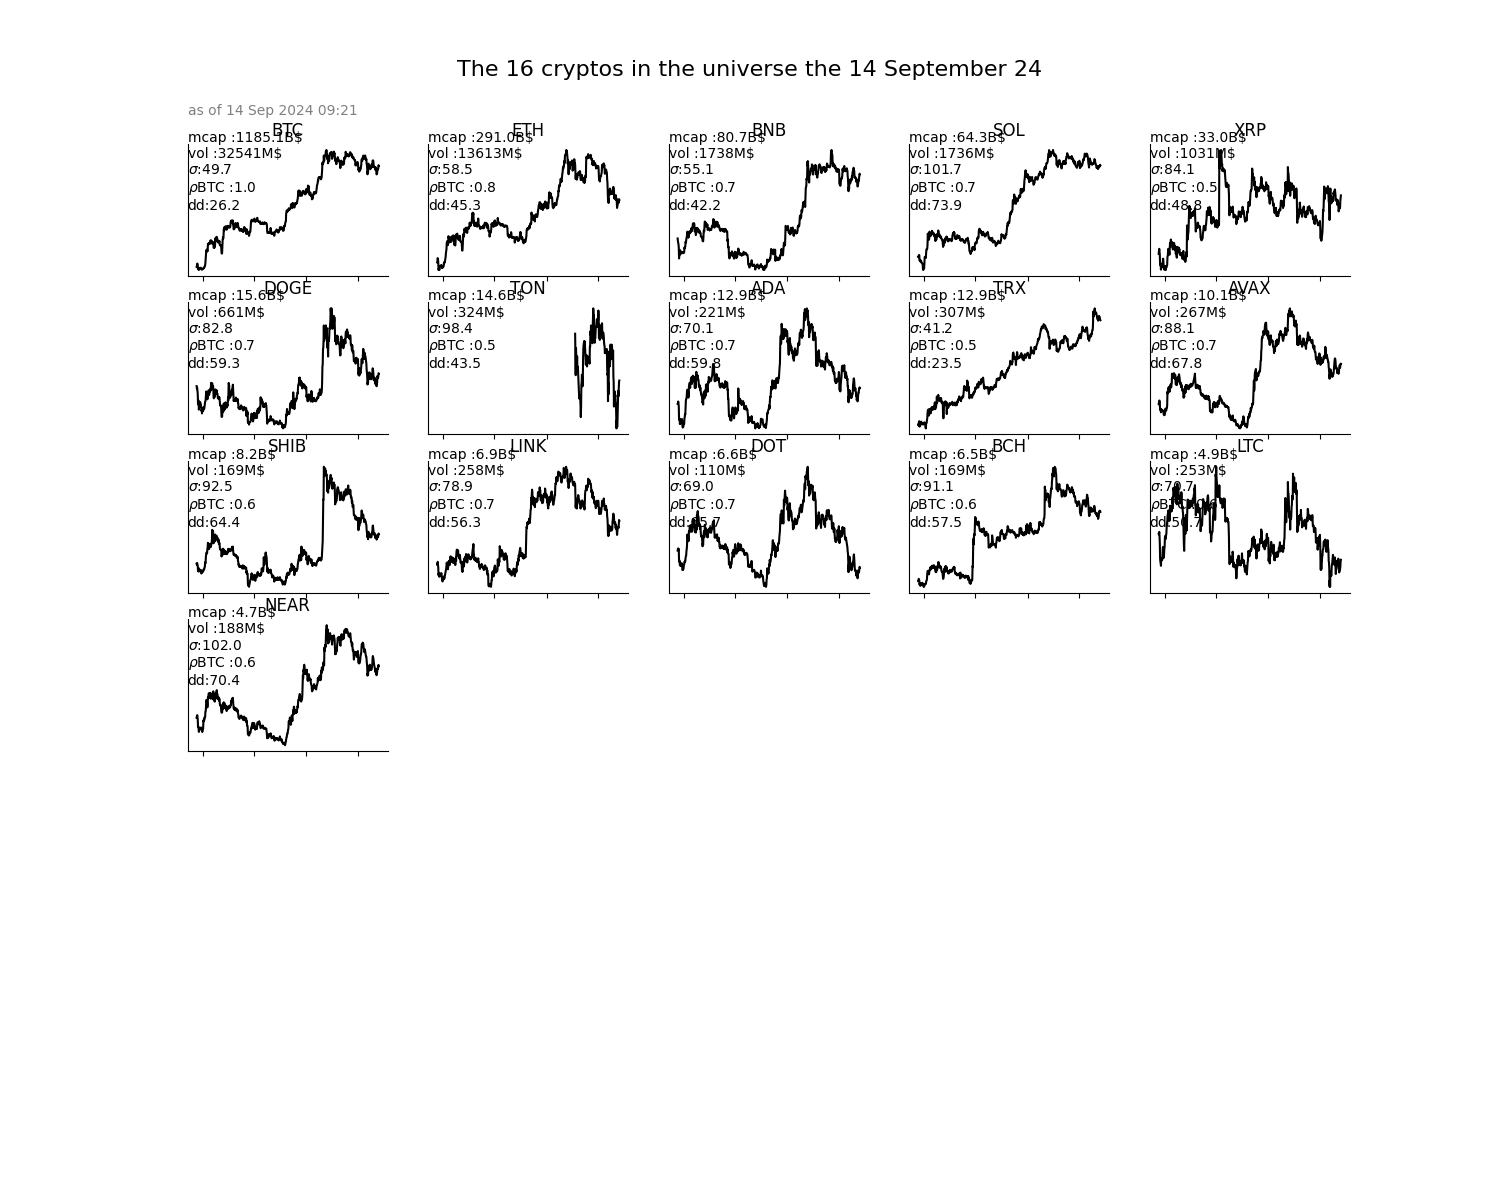 The 16 cryptos in the universe the 14 September 24
as of 14 Sep 2024 09:21
BTC
mcap :1185.1B$
vol :32541M$
σ:49.7
ρBTC :1.0
dd:26.2
ETH
mcap :291.0B$
vol :13613M$
σ:58.5
ρBTC :0.8
dd:45.3
BNB
mcap :80.7B$
vol :1738M$
σ:55.1
ρBTC :0.7
dd:42.2
SOL
mcap :64.3B$
vol :1736M$
σ:101.7
ρBTC :0.7
dd:73.9
XRP
mcap :33.0B$
vol :1031M$
σ:84.1
ρBTC :0.5
dd:48.8
DOGE
mcap :15.6B$
vol :661M$
σ:82.8
ρBTC :0.7
dd:59.3
TON
mcap :14.6B$
vol :324M$
σ:98.4
ρBTC :0.5
dd:43.5
ADA
mcap :12.9B$
vol :221M$
σ:70.1
ρBTC :0.7
dd:59.8
TRX
mcap :12.9B$
vol :307M$
σ:41.2
ρBTC :0.5
dd:23.5
AVAX
mcap :10.1B$
vol :267M$
σ:88.1
ρBTC :0.7
dd:67.8
SHIB
mcap :8.2B$
vol :169M$
σ:92.5
ρBTC :0.6
dd:64.4
LINK
mcap :6.9B$
vol :258M$
σ:78.9
ρBTC :0.7
dd:56.3
DOT
mcap :6.6B$
vol :110M$
σ:69.0
ρBTC :0.7
BCH
mcap :6.5B$
vol :169M$
σ:91.1
ρBTC :0.6
dd:57.5
LTC
mcap :4.9B$
vol :253M$
NEAR
mcap :4.7B$
vol :188M$
σ:102.0
ρBTC :0.6
dd:70.4